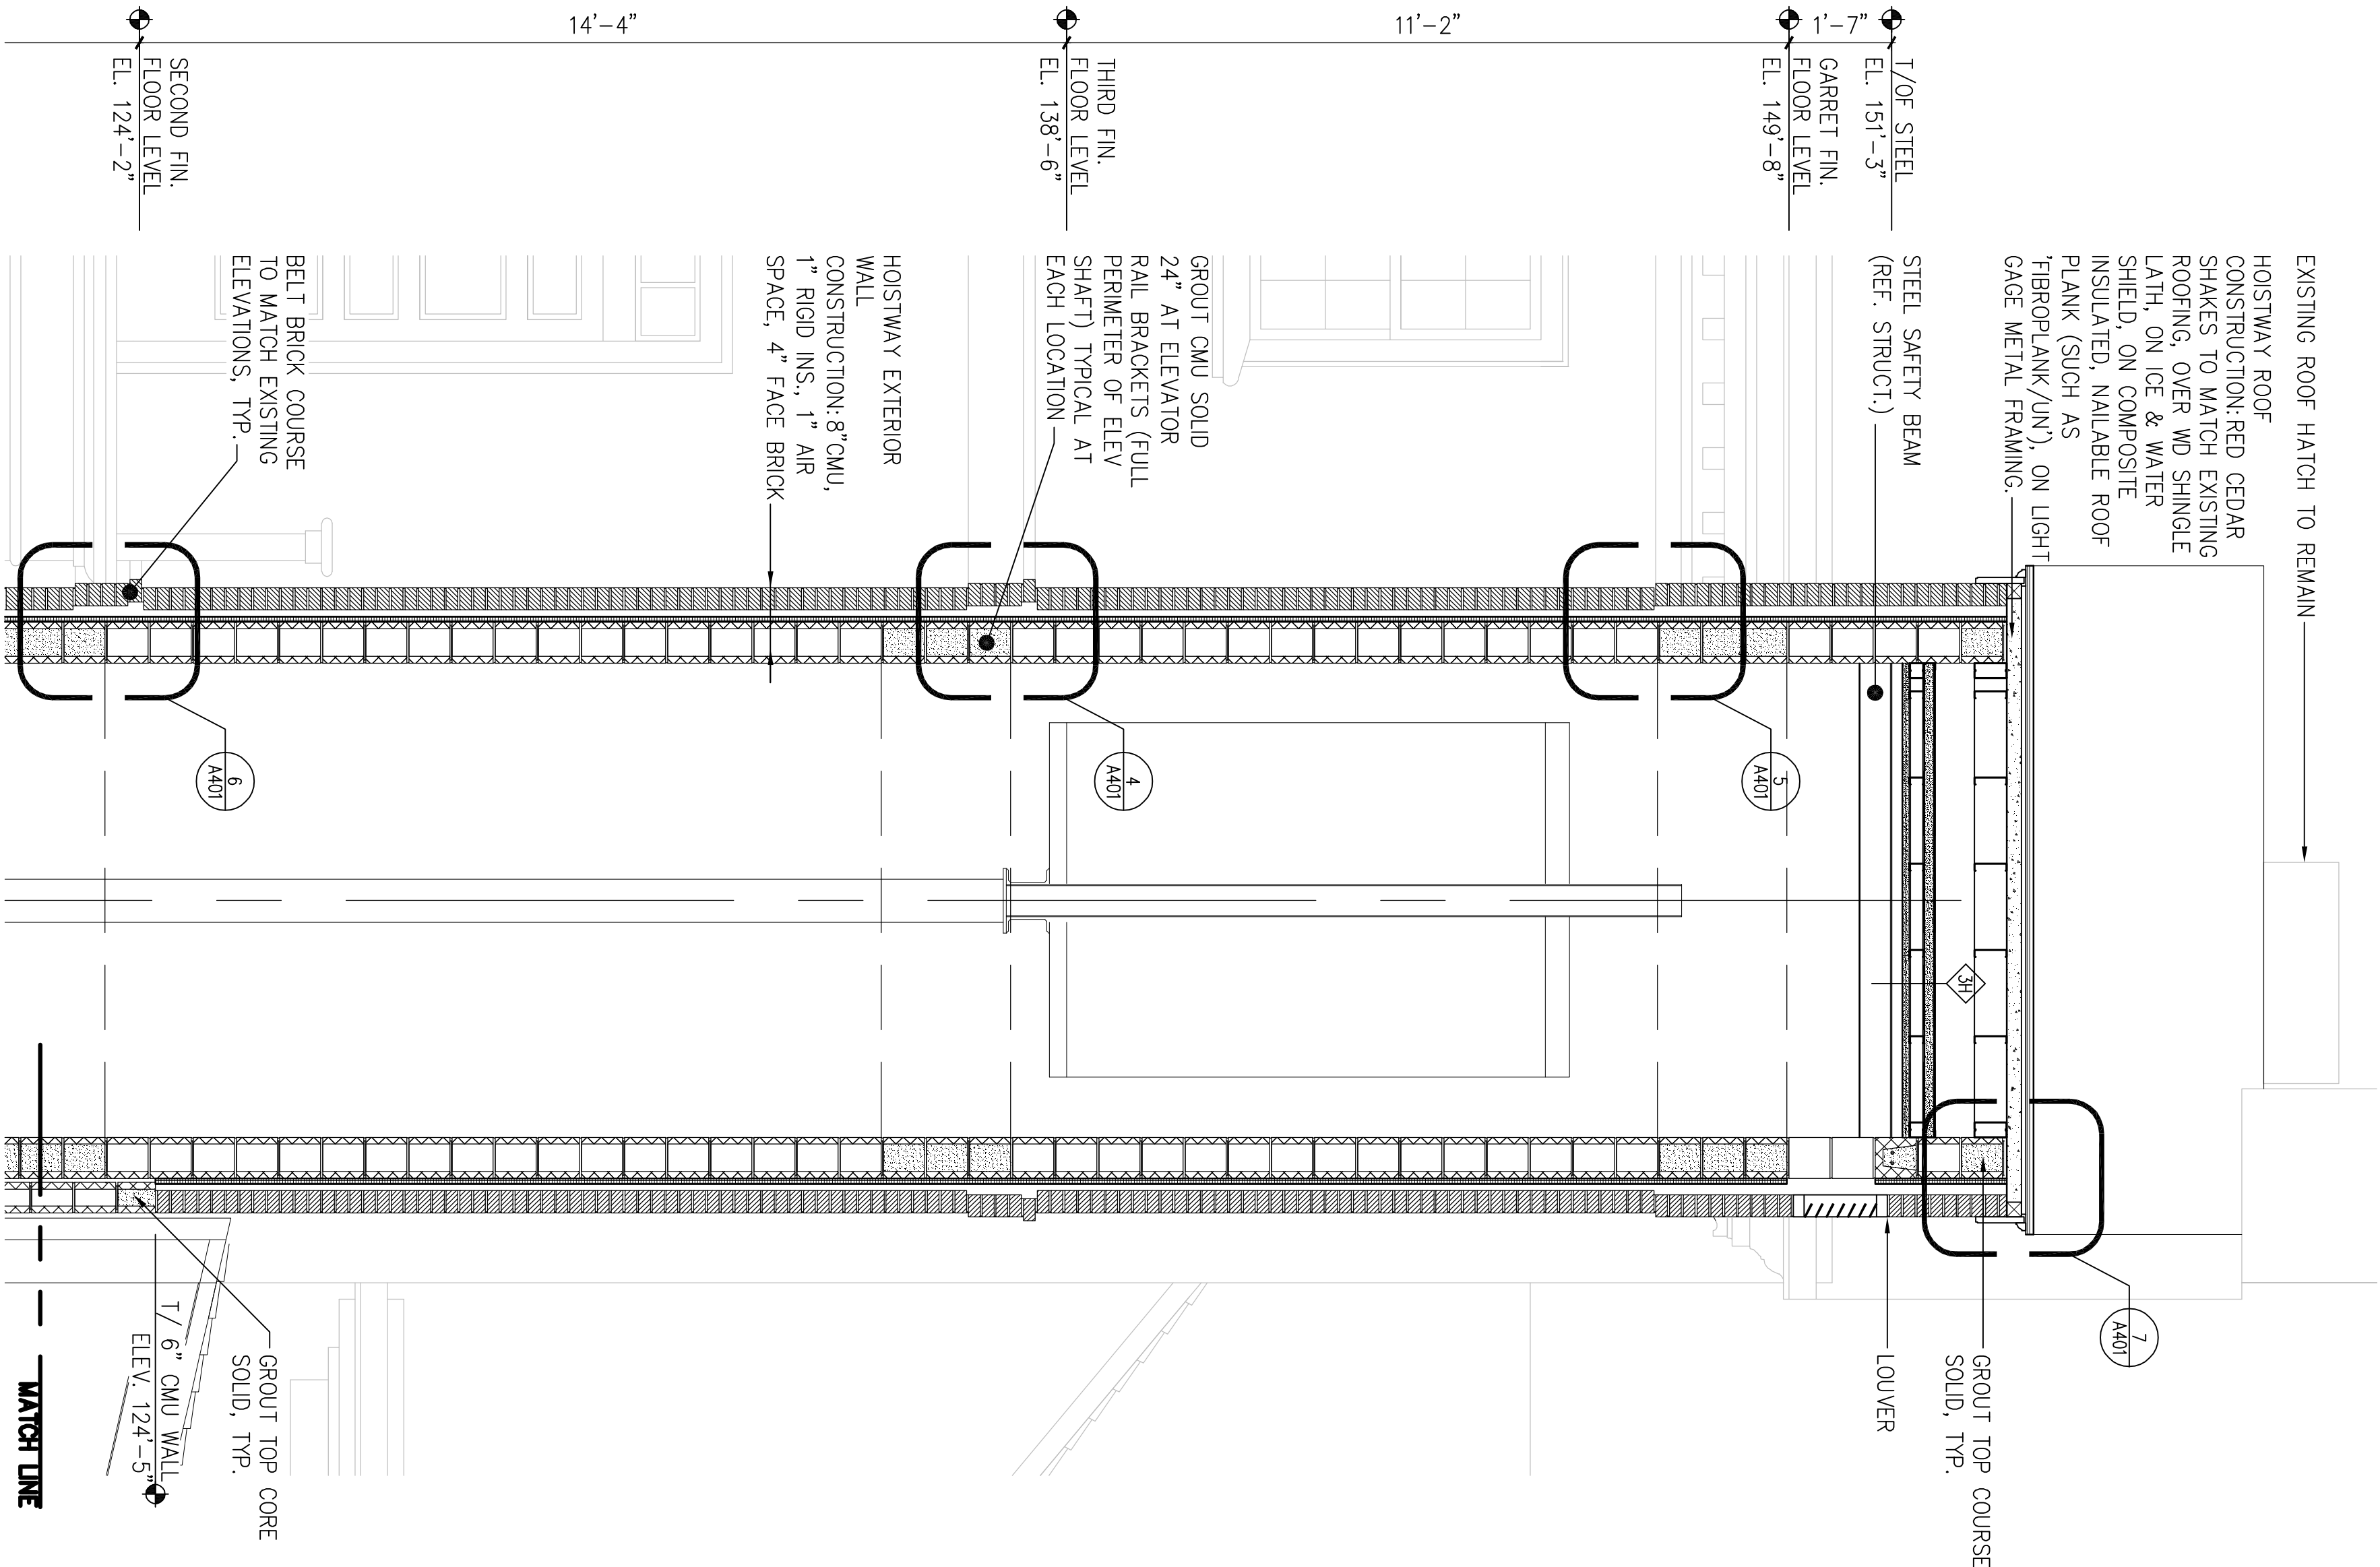 EXISTING ROOF HATCH TO REMAIN
HOISTWAY ROOF
CONSTRUCTION: RED CEDAR
SHAKES TO MATCH EXISTING
ROOFING, OVER WD SHINGLE
LATH, ON ICE & WATER
SHIELD, ON COMPOSITE
INSULATED, NAILABLE ROOF
PLANK (SUCH AS
'FIBROPLANK/UN'), ON LIGHT
GAGE METAL FRAMING.
T/OF STEEL
EL. 151'-3"
1'-7"
GARRET FIN.
FLOOR LEVEL
EL. 149'-8"
STEEL SAFETY BEAM
(REF. STRUCT.)
11'-2"
THIRD FIN.
FLOOR LEVEL
EL. 138'-6"
GROUT CMU SOLID
24" AT ELEVATOR
RAIL BRACKETS (FULL
PERIMETER OF ELEV
SHAFT) TYPICAL AT
EACH LOCATION
HOISTWAY EXTERIOR
WALL
CONSTRUCTION: 8"CMU,
1" RIGID INS., 1" AIR
SPACE, 4" FACE BRICK
14'-4"
SECOND FIN.
FLOOR LEVEL
EL. 124'-2"
BELT BRICK COURSE
TO MATCH EXISTING
ELEVATIONS, TYP.
7
A401
5
A401
4
A401
6
A401
3H
GROUT TOP COURSE
SOLID, TYP.
LOUVER
GROUT TOP CORE
SOLID, TYP.
T/ 6" CMU WALL
ELEV. 124'-5"
MATCH LINE